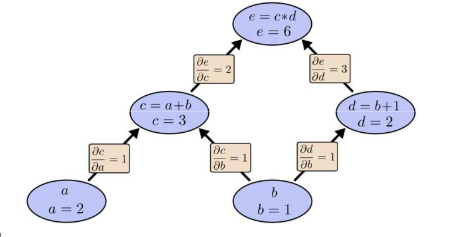 e = c*d
e = 6
∂e/∂c = 2
∂e/∂d = 3
c = a+b
c = 3
d = b+1
d = 2
∂c/∂a = 1
∂c/∂b = 1
∂d/∂b = 1
a
a = 2
b
b = 1